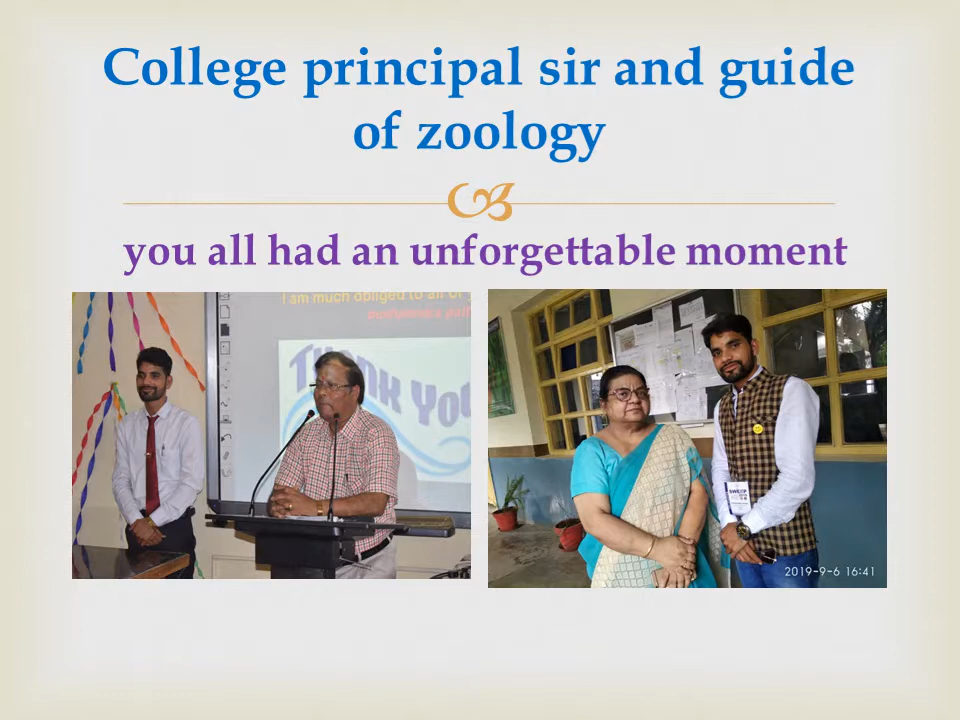 College principal sir and guide
of zoology
you all had an unforgettable moment
I am much obliged to all of
THANK YOU
SWEEP
2019-9-6 16:41